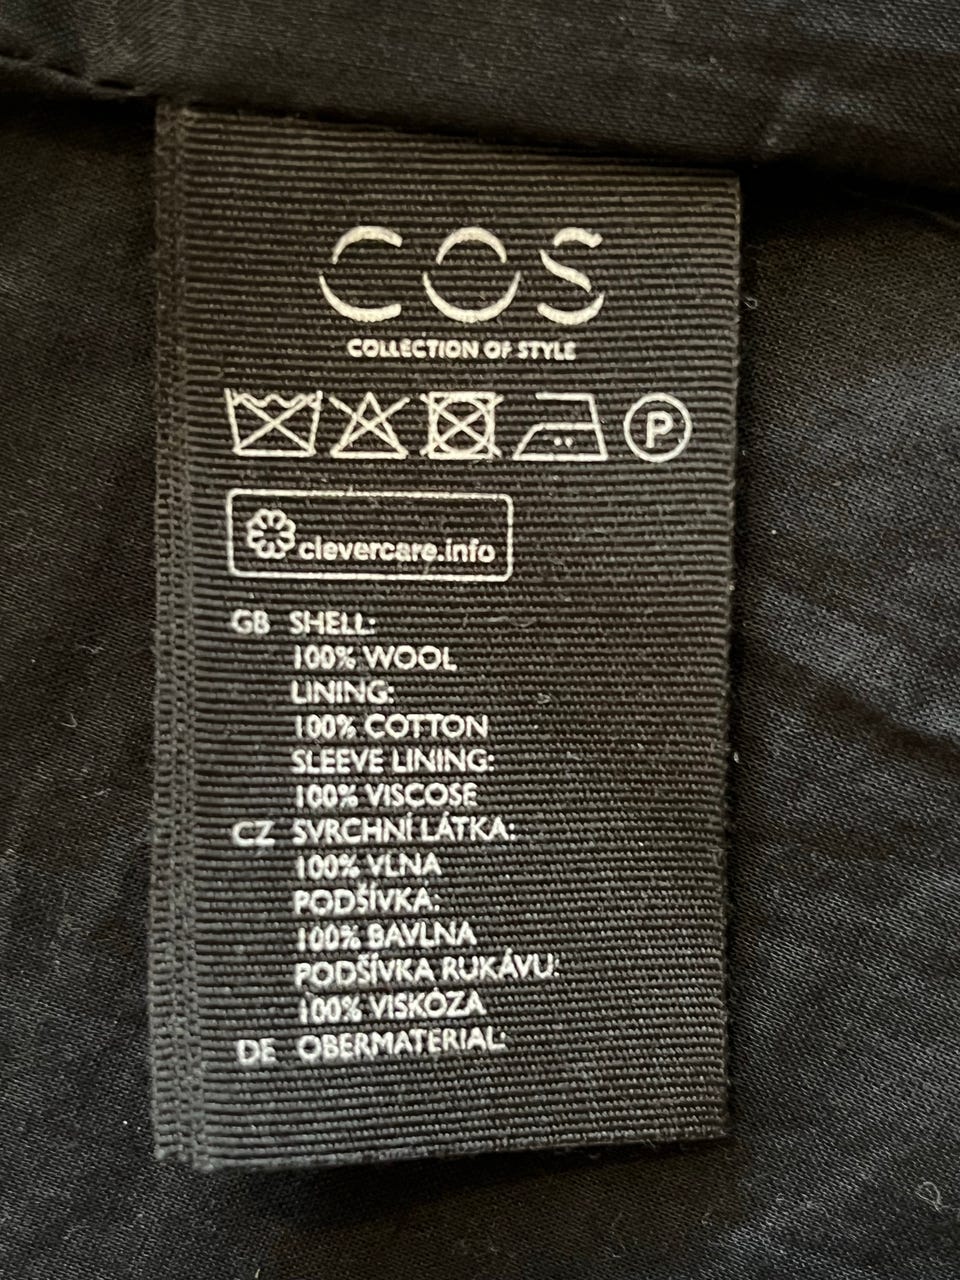 COS
COLLECTION OF STYLE
P
clevercare.info
GB SHELL:
100% WOOL
LINING:
100% COTTON
SLEEVE LINING:
100% VISCOSE
CZ SVRCHNÍ LÁTKA:
100% VLNA
PODŠÍVKA:
100% BAVLNA
PODŠÍVKA RUKÁVU:
100% VISKÓZA
DE OBERMATERIAL: